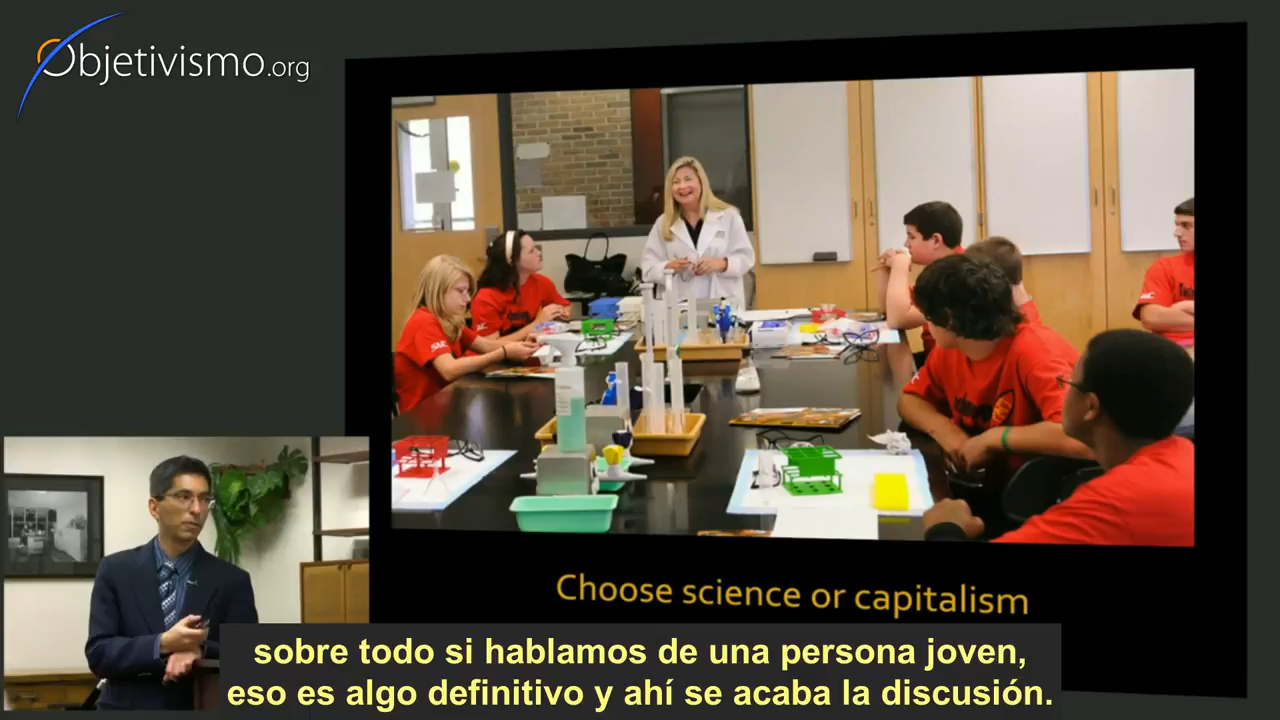 Objetivismo.org
Choose science or capitalism
sobre todo si hablamos de una persona joven,
eso es algo definitivo y ahí se acaba la discusión.